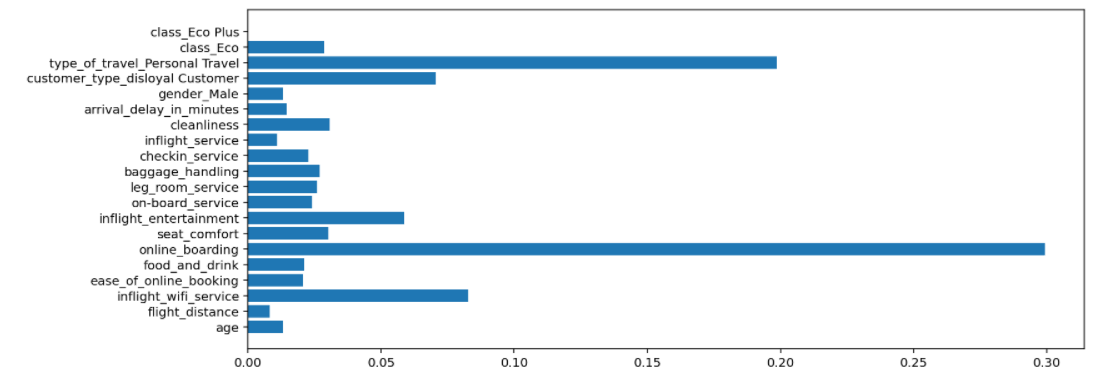 class_Eco Plus
class_Eco
type_of_travel_Personal Travel
customer_type_disloyal Customer
gender_Male
arrival_delay_in_minutes
cleanliness
inflight_service
checkin_service
baggage_handling
leg_room_service
on-board_service
inflight_entertainment
seat_comfort
online_boarding
food_and_drink
ease_of_online_booking
inflight_wifi_service
flight_distance
age
0.00 0.05 0.10 0.15 0.20 0.25 0.30